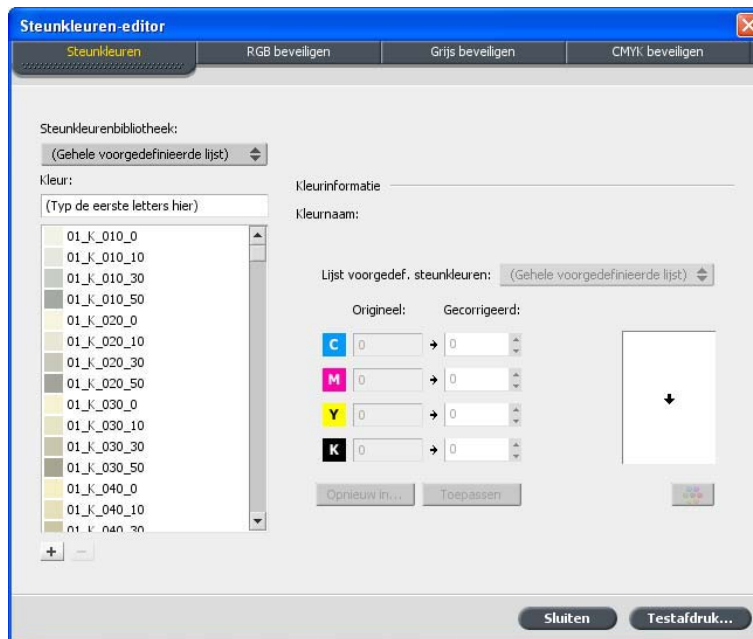 Steunkleuren-editor
Steunkleuren
RGB beveiligen
Grijs beveiligen
CMYK beveiligen
Steunkleurenbibliotheek:
(Gehele voorgedefinieerde lijst)
Kleur:
(Typ de eerste letters hier)
01_K_010_0
01_K_010_10
01_K_010_30
01_K_010_50
01_K_020_0
01_K_020_10
01_K_020_30
01_K_020_50
01_K_030_0
01_K_030_10
01_K_030_30
01_K_030_50
01_K_040_0
01_K_040_10
01_K_040_30
Kleurinformatie
Kleurnaam:
Lijst voorgedef. steunkleuren: (Gehele voorgedefinieerde lijst)
Origineel: Gecorrigeerd:
C 0 0
M 0 0
Y 0 0
K 0 0
Opnieuw in... Toepassen
Sluiten Testafdruk...